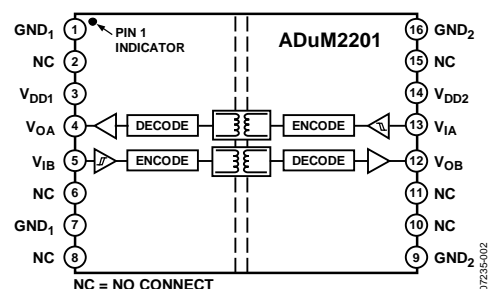 ADuM2201
PIN 1
INDICATOR
GND1 1 16 GND2
NC 2 15 NC
VDD1 3 14 VDD2
VOA 4 DECODE ENCODE 13 VIA
VIB 5 ENCODE DECODE 12 VOB
NC 6 11 NC
GND1 7 10 NC
NC 8 9 GND2
NC = NO CONNECT
07235-002